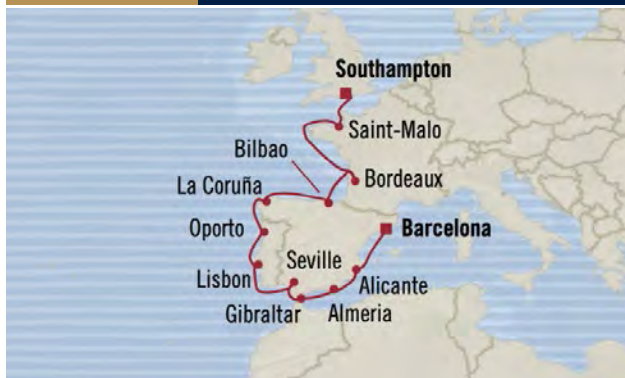 Southampton
Saint-Malo
Bilbao
Bordeaux
La Coruña
Oporto
Barcelona
Seville
Lisbon
Alicante
Gibraltar
Almeria